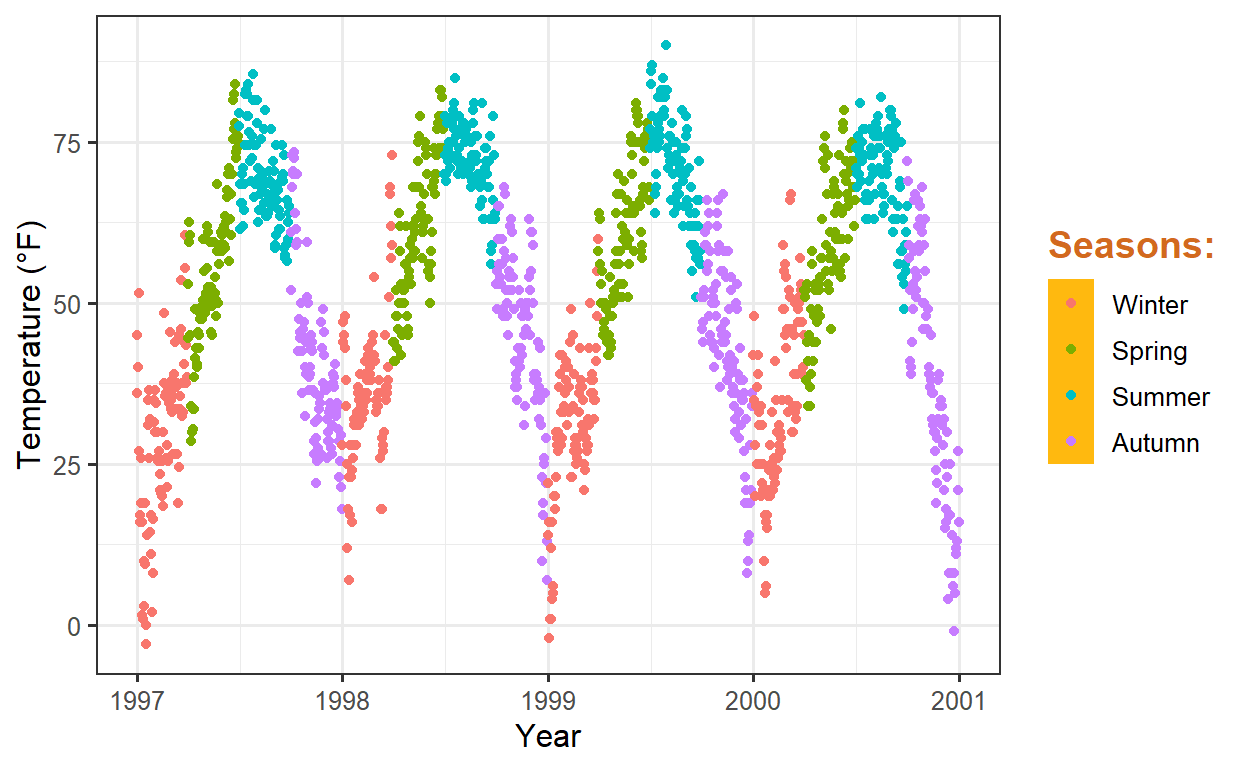 75
50
25
0
Temperature (°F)
1997 1998 1999 2000 2001
Year
Seasons:
Winter
Spring
Summer
Autumn